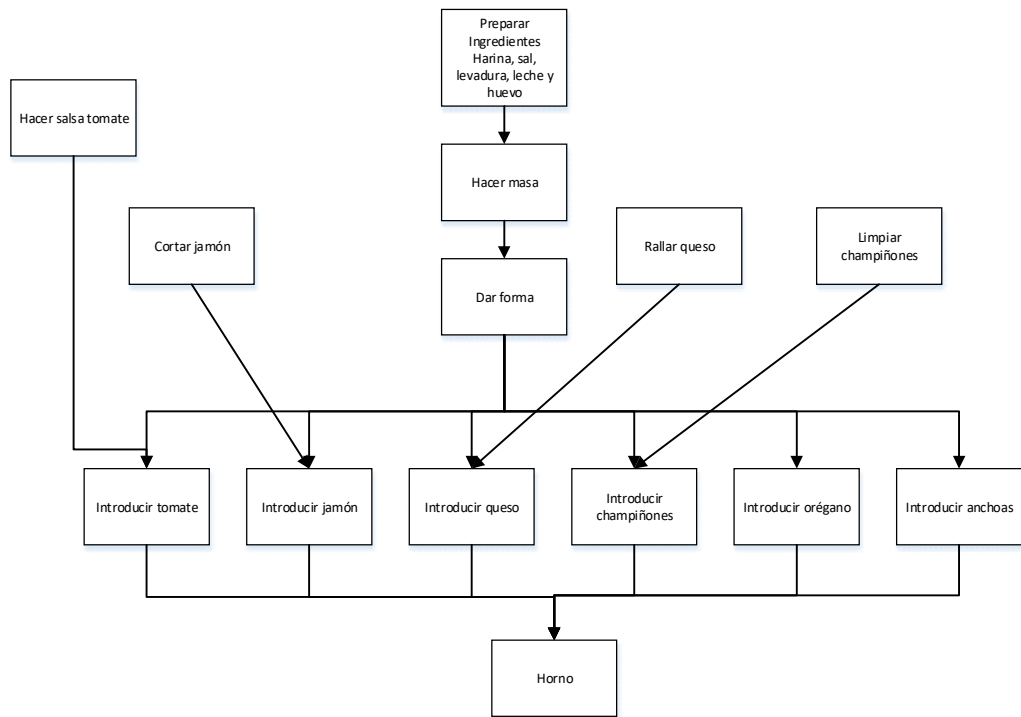 Preparar
Ingredientes
Harina, sal,
levadura, leche y
huevo
Hacer salsa tomate
Hacer masa
Cortar jamón
Rallar queso
Limpiar
champiñones
Dar forma
Introducir tomate
Introducir jamón
Introducir queso
Introducir
champiñones
Introducir orégano
Introducir anchoas
Horno